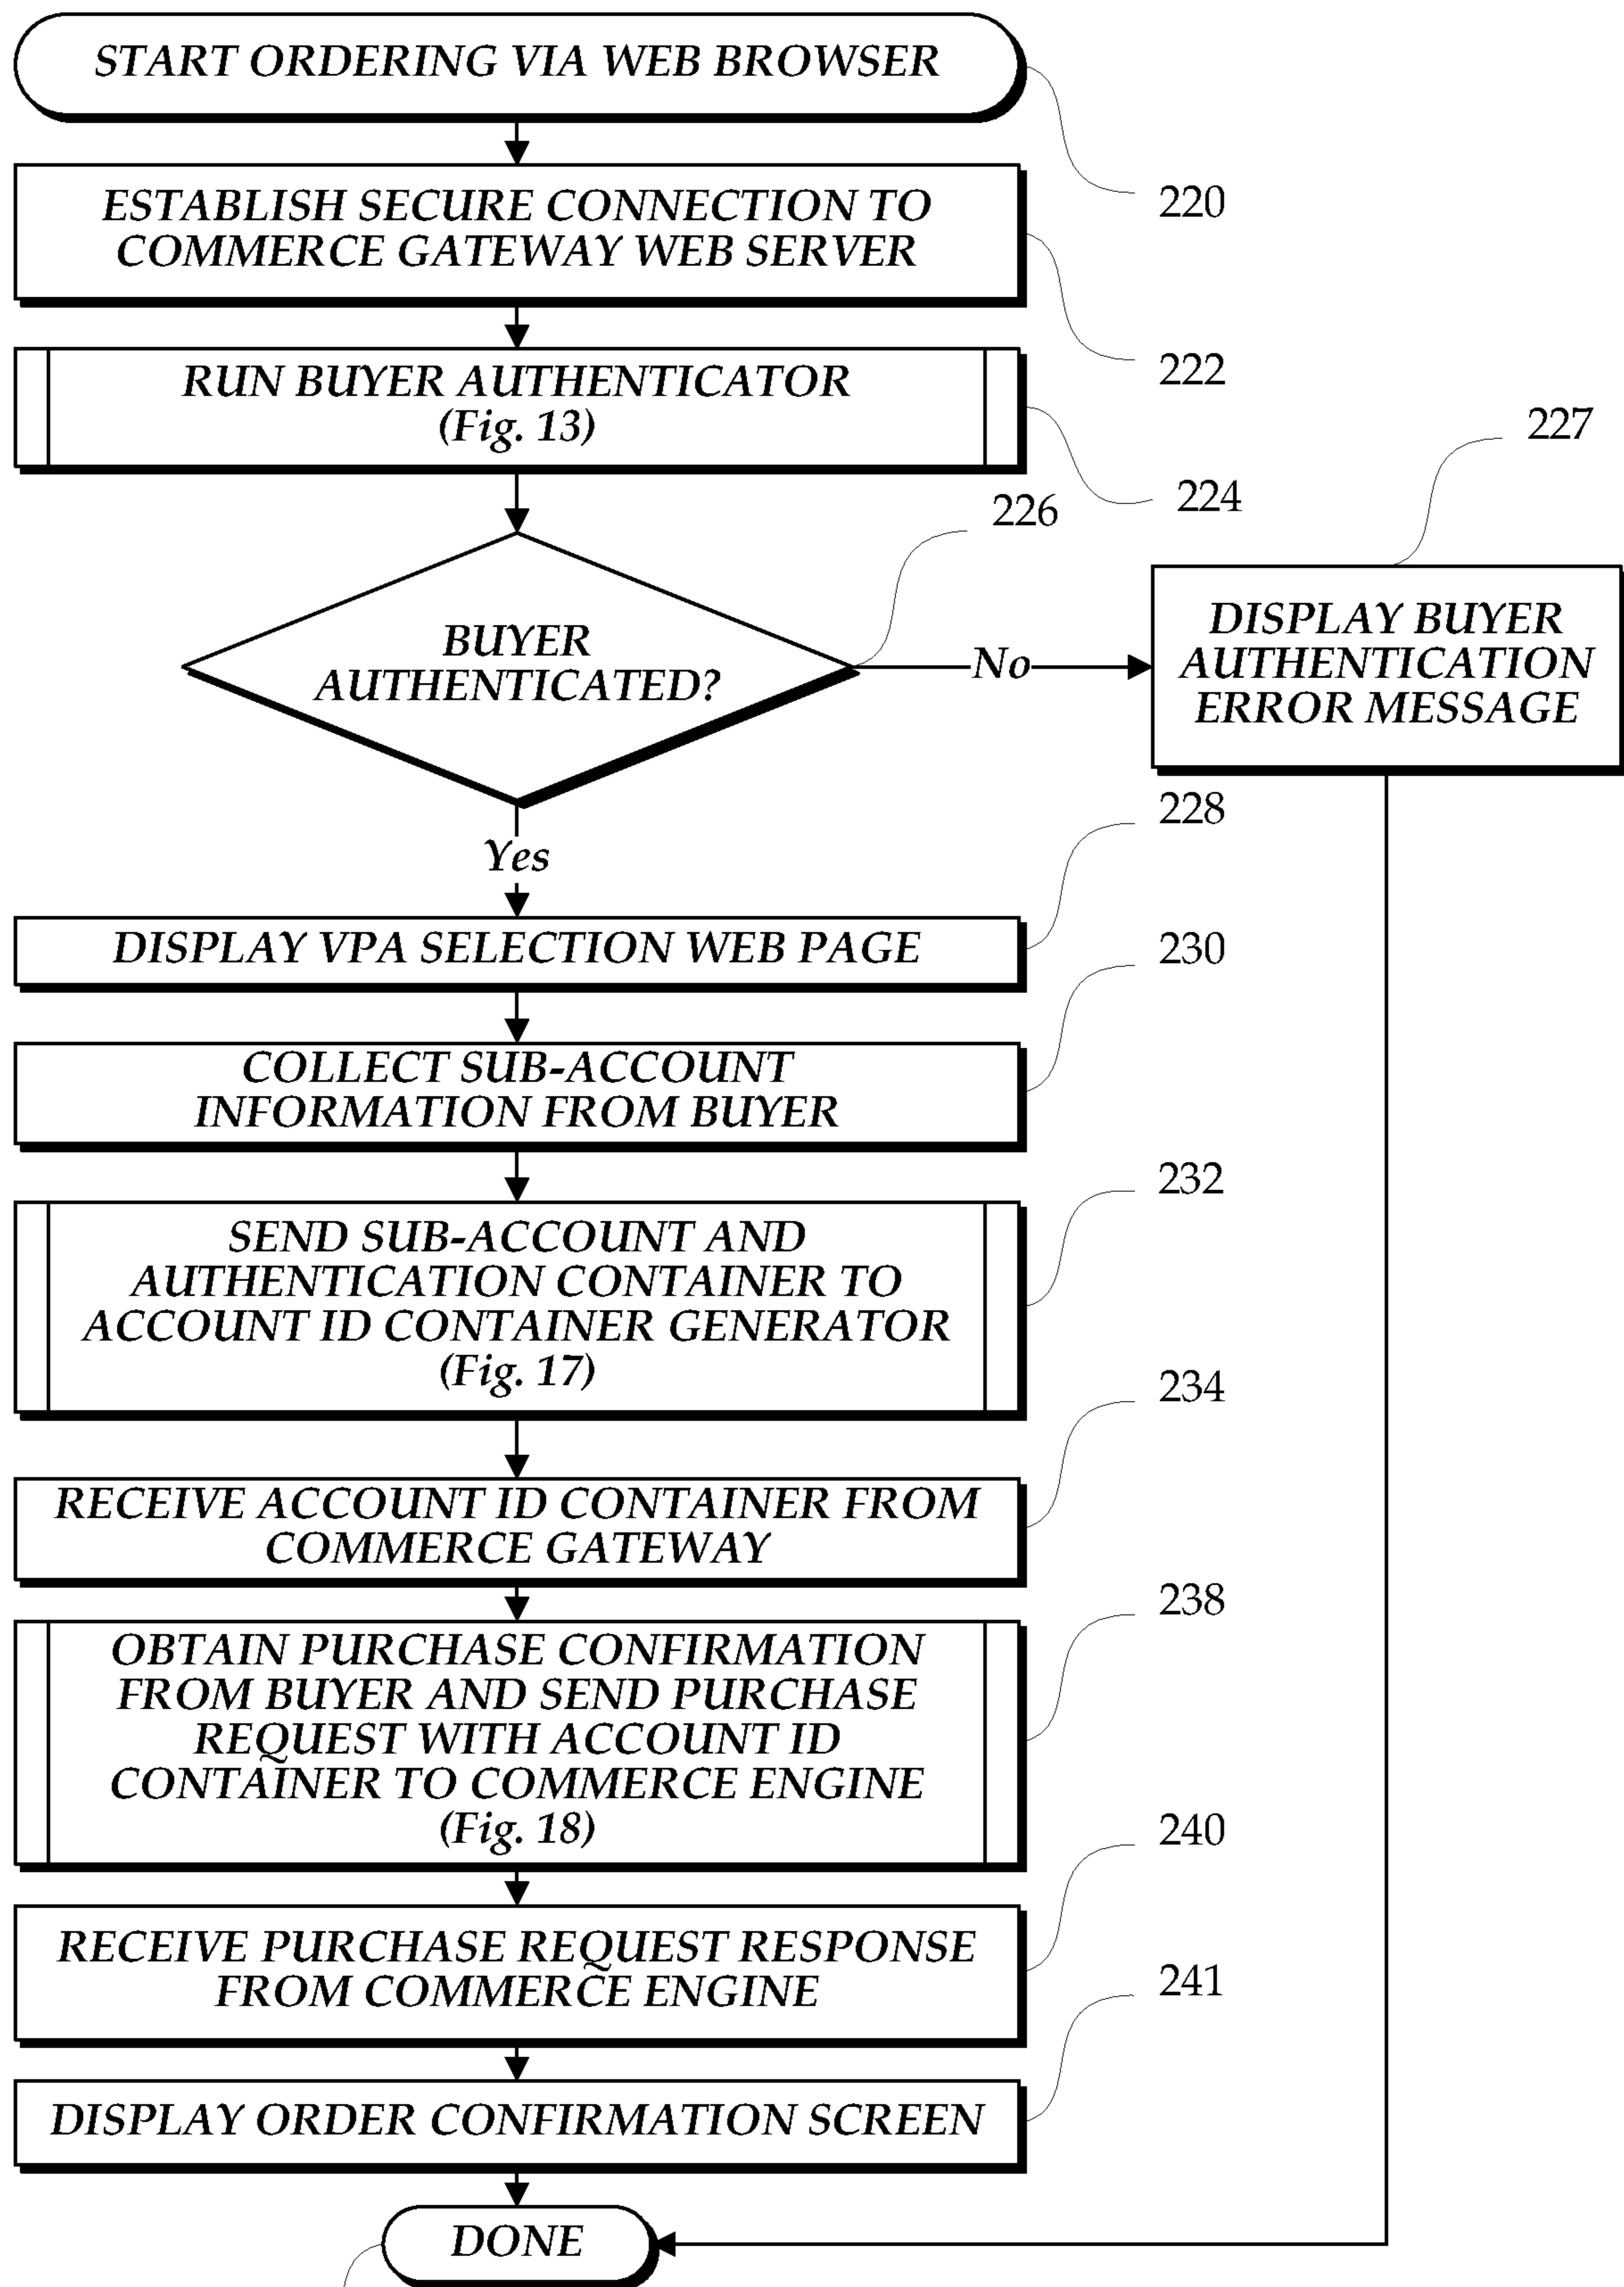 START ORDERING VIA WEB BROWSER
220
ESTABLISH SECURE CONNECTION TO
COMMERCE GATEWAY WEB SERVER
222
RUN BUYER AUTHENTICATOR
(Fig. 13)
224
226
BUYER
AUTHENTICATED?
No
227
DISPLAY BUYER
AUTHENTICATION
ERROR MESSAGE
Yes
228
DISPLAY VPA SELECTION WEB PAGE
230
COLLECT SUB-ACCOUNT
INFORMATION FROM BUYER
232
SEND SUB-ACCOUNT AND
AUTHENTICATION CONTAINER TO
ACCOUNT ID CONTAINER GENERATOR
(Fig. 17)
234
RECEIVE ACCOUNT ID CONTAINER FROM
COMMERCE GATEWAY
238
OBTAIN PURCHASE CONFIRMATION
FROM BUYER AND SEND PURCHASE
REQUEST WITH ACCOUNT ID
CONTAINER TO COMMERCE ENGINE
(Fig. 18)
240
RECEIVE PURCHASE REQUEST RESPONSE
FROM COMMERCE ENGINE
241
DISPLAY ORDER CONFIRMATION SCREEN
DONE